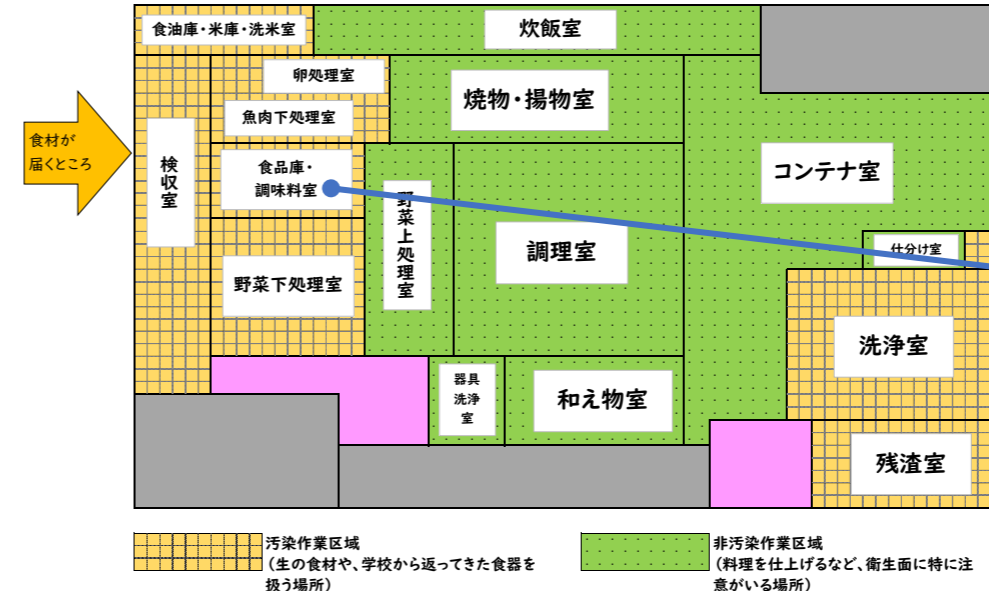 食油庫・米庫・洗米室
炊飯室
卵処理室
焼物・揚物室
魚肉下処理室
食材が
届くところ
検収室
食品庫・
調味料室
野菜上処理室
コンテナ室
調理室
仕分け室
野菜下処理室
洗浄室
器具
洗浄
室
和え物室
残渣室
汚染作業区域
（生の食材や、学校から返ってきた食器を
扱う場所）
非汚染作業区域
（料理を仕上げるなど、衛生面に特に注
意がいる場所）